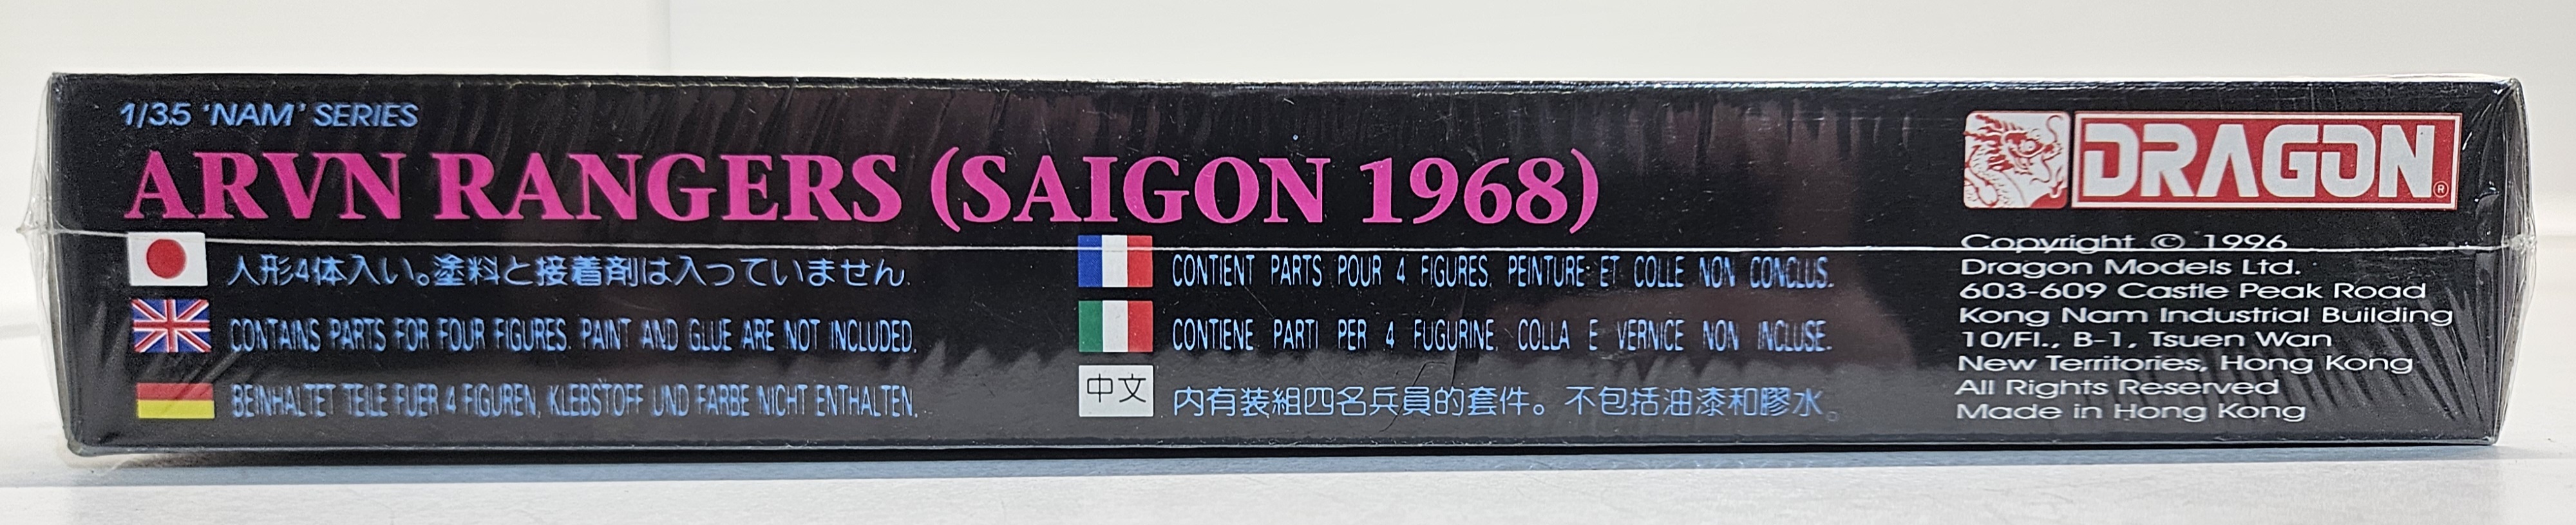 1/35 'NAM' SERIES
ARVN RANGERS (SAIGON 1968)
人形4体入い。塗料と接着剤は入っていません.
CONTAINS PARTS FOR FOUR FIGURES. PAINT AND GLUE ARE NOT INCLUDED.
BEINHALTET TEILE FUER 4 FIGUREN, KLEBSTOFF UND FARBE NICHT ENTHALTEN.
CONTIENT PARTS POUR 4 FIGURES, PEINTURE ET COLLE NON CONCLUS.
CONTIENE PARTI PER 4 FUGURINE, COLLA E VERNICE NON INCLUSE.
中文
内有装組四名兵員的套件。不包括油漆和膠水。
DRAGON®
Copyright © 1996
Dragon Models Ltd.
603-609 Castle Peak Road
Kong Nam Industrial Building
10/Fl., B-1, Tsuen Wan
New Territories, Hong Kong
All Rights Reserved
Made in Hong Kong